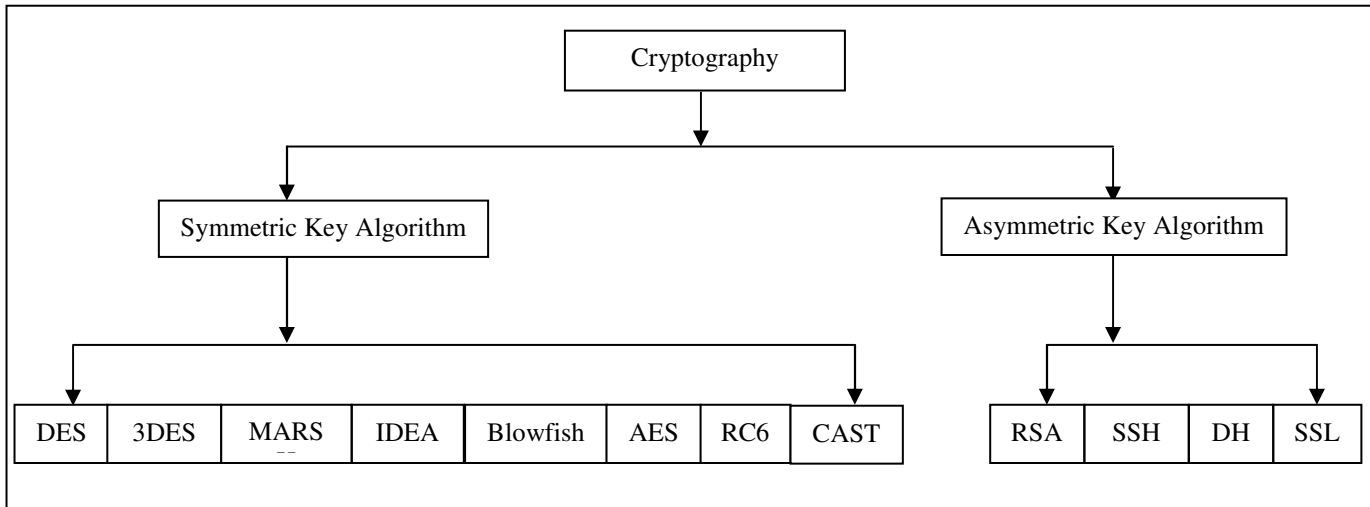 Cryptography
Symmetric Key Algorithm
Asymmetric Key Algorithm
DES 3DES MARS IDEA Blowfish AES RC6 CAST
RSA SSH DH SSL